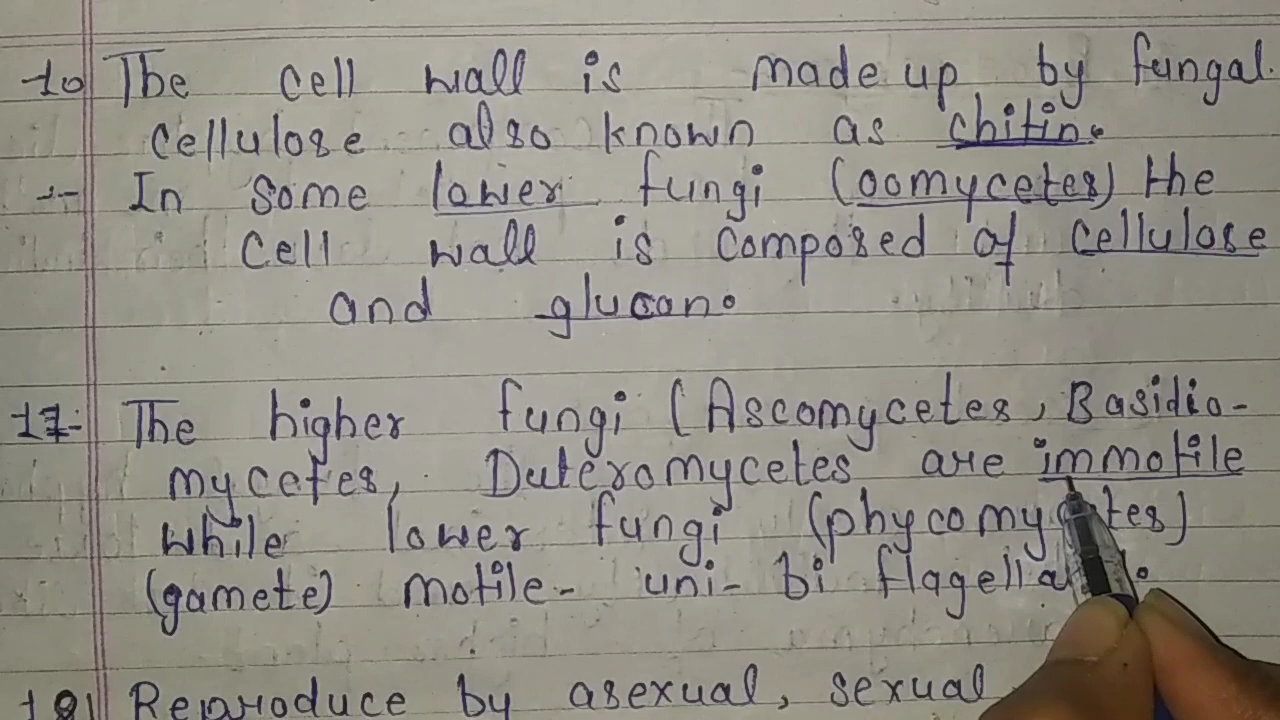 10 The cell wall is made up by fungal.
cellulose also known as chitin.
:- In some lower fungi (oomycetes) the
cell wall is composed of cellulose
and glucan.
17:- The higher fungi (Ascomycetes, Basidio-
mycetes, Duteromycetes are immotile
while lower fungi (phycomycetes)
(gamete) motile- uni- bi
Reproduce by asexual, sexual